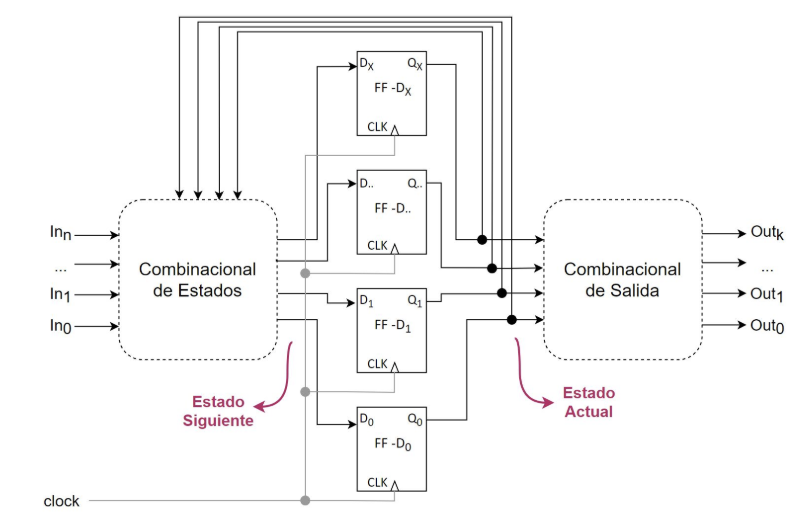 D_X Q_X
FF -D_X
CLK
D.. Q..
FF -D..
CLK
In_n
...
In_1
In_0
Combinacional
de Estados
D_1 Q_1
FF -D_1
CLK
Combinacional
de Salida
Out_k
...
Out_1
Out_0
Estado
Siguiente
Estado
Actual
D_0 Q_0
FF -D_0
CLK
clock